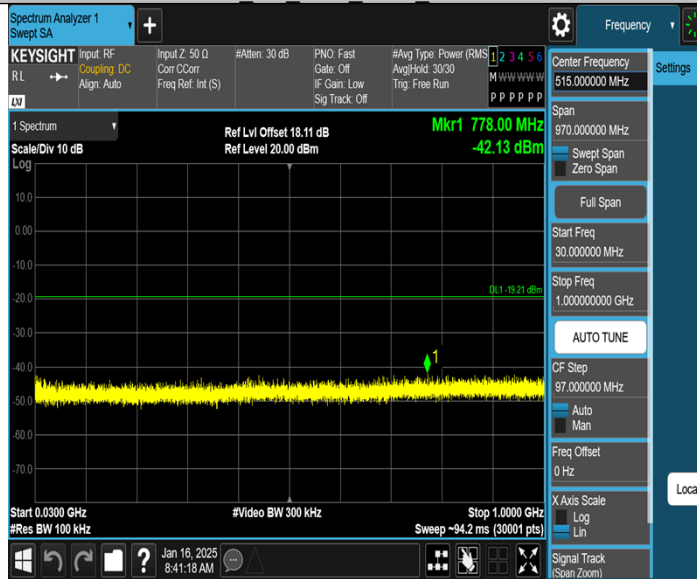 Spectrum Analyzer 1
Swept SA
+
Frequency
KEYSIGHT
RL
LXI
Input: RF
Coupling: DC
Align: Auto
Input Z: 50 Ω
Corr CCorr
Freq Ref: Int (S)
#Atten: 30 dB
PNO: Fast
Gate: Off
IF Gain: Low
Sig Track: Off
#Avg Type: Power (RMS
Avg|Hold: 30/30
Trig: Free Run
1 2 3 4 5 6
M W W W W W
P P P P P P
1 Spectrum
Scale/Div 10 dB
Log
Ref Lvl Offset 18.11 dB
Ref Level 20.00 dBm
Mkr1 778.00 MHz
-42.13 dBm
10.0
0.00
-10.0
-20.0
-30.0
-40.0
-50.0
-60.0
-70.0
DL1 -19.21 dBm
1
Start 0.0300 GHz
#Res BW 100 kHz
#Video BW 300 kHz
Stop 1.0000 GHz
Sweep ~94.2 ms (30001 pts)
Jan 16, 2025
8:41:18 AM
?
Center Frequency
515.000000 MHz
Span
970.000000 MHz
Swept Span
Zero Span
Full Span
Start Freq
30.000000 MHz
Stop Freq
1.000000000 GHz
AUTO TUNE
CF Step
97.000000 MHz
Auto
Man
Freq Offset
0 Hz
X Axis Scale
Log
Lin
Signal Track
(Span Zoom)
Settings
Loca